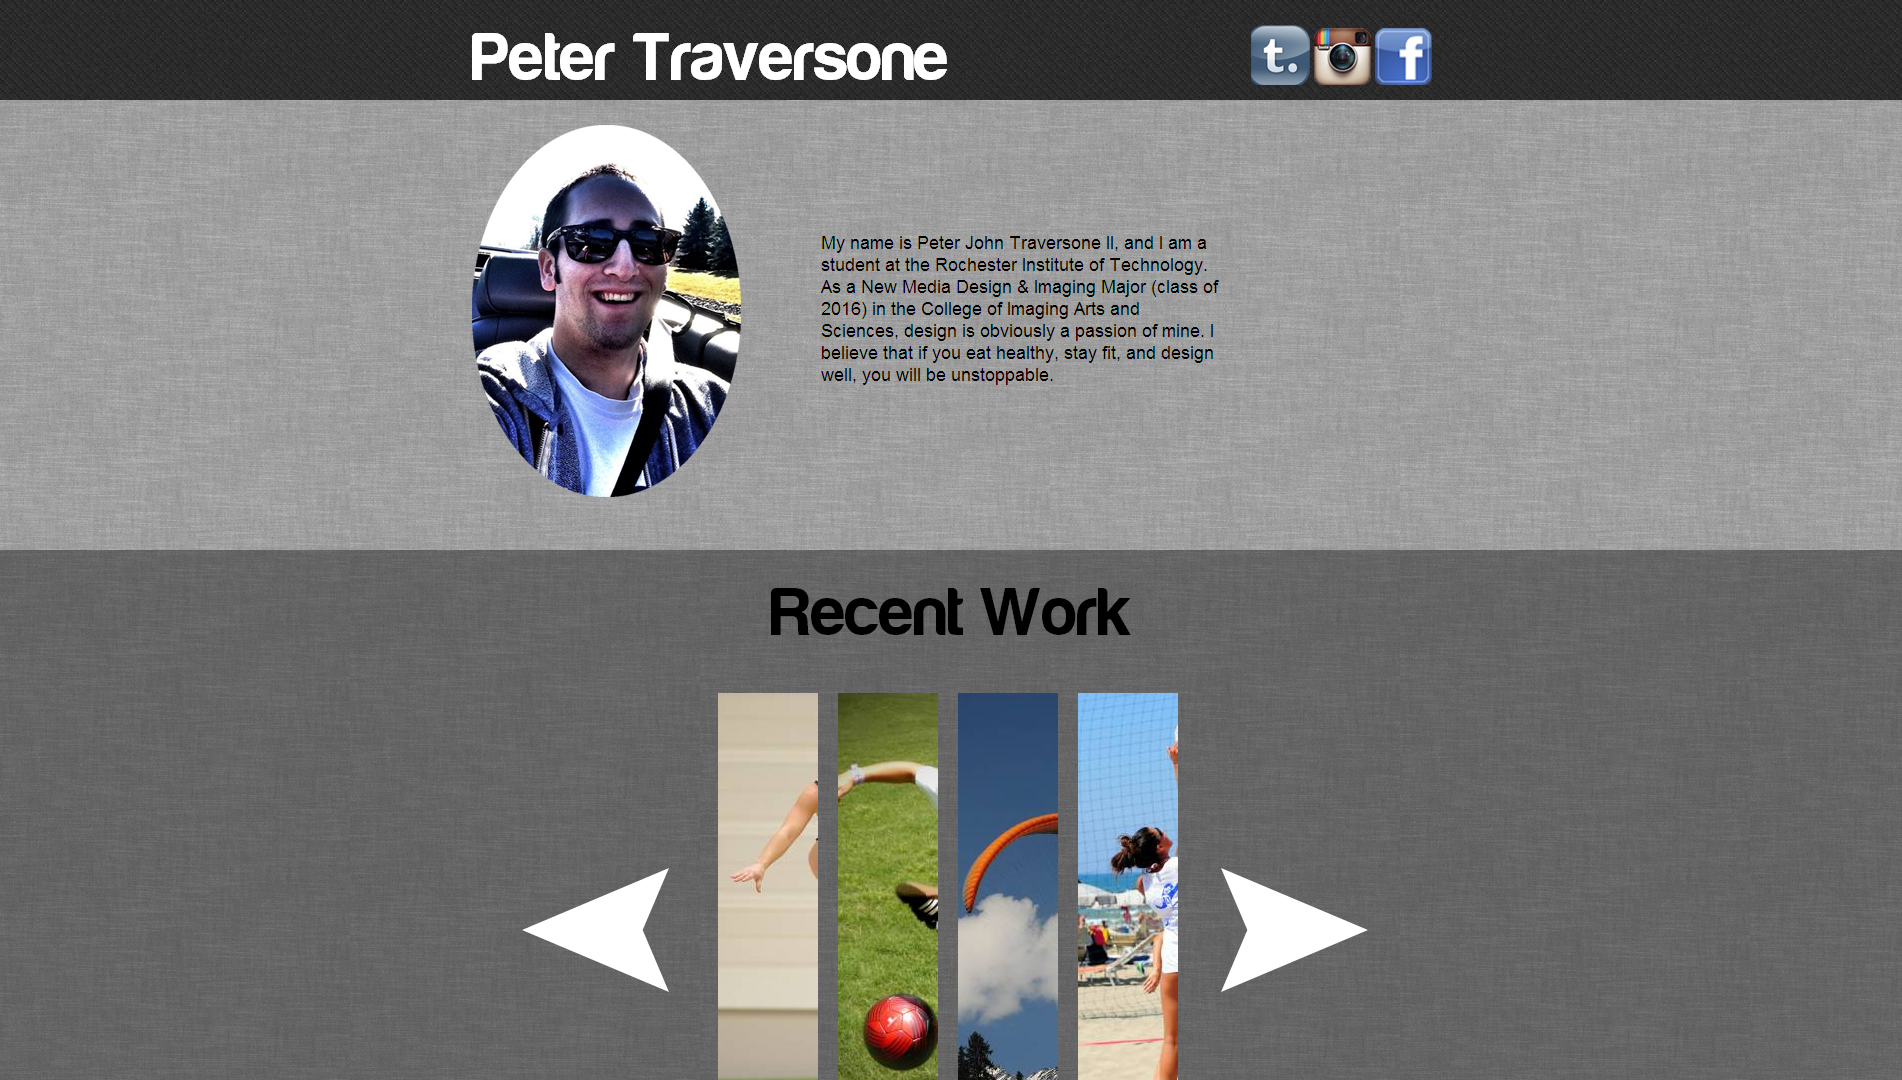 Peter Traversone
t.
f
My name is Peter John Traversone II, and I am a
student at the Rochester Institute of Technology.
As a New Media Design & Imaging Major (class of
2016) in the College of Imaging Arts and
Sciences, design is obviously a passion of mine. I
believe that if you eat healthy, stay fit, and design
well, you will be unstoppable.
Recent Work